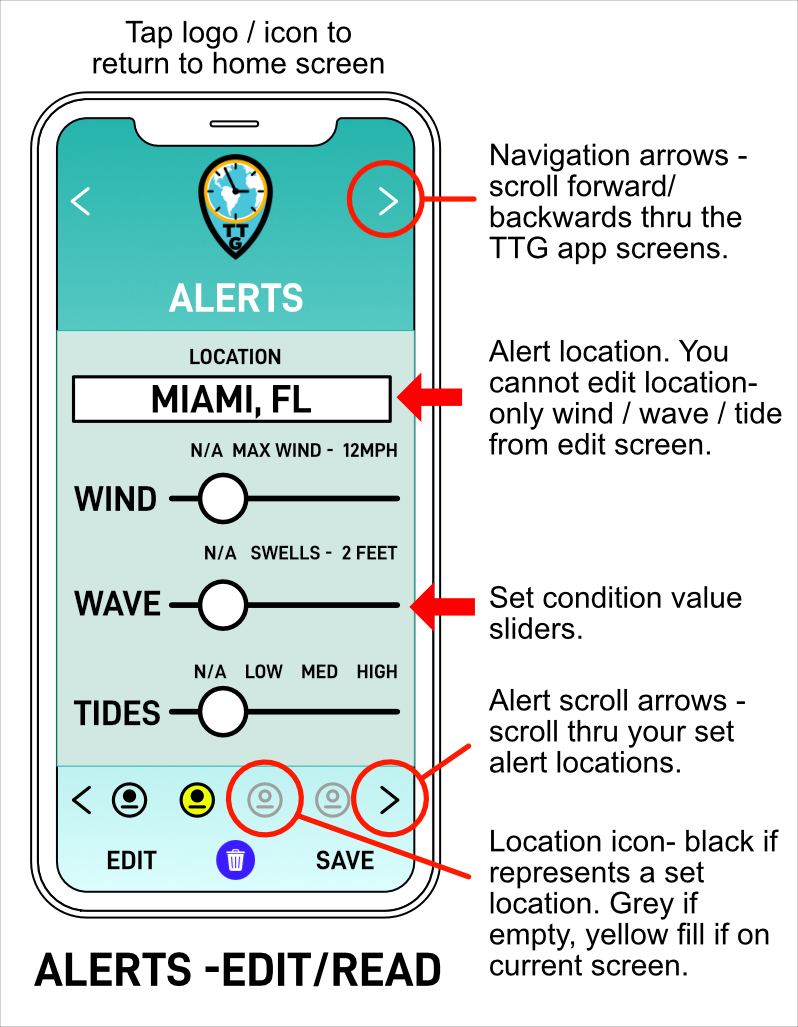 Tap logo / icon to
return to home screen
Navigation arrows -
scroll forward/
backwards thru the
TTG app screens.
TT
G
ALERTS
LOCATION
MIAMI, FL
Alert location. You
cannot edit location-
only wind / wave / tide
from edit screen.
N/A MAX WIND - 12MPH
WIND
N/A SWELLS - 2 FEET
WAVE
Set condition value
sliders.
N/A LOW MED HIGH
TIDES
Alert scroll arrows -
scroll thru your set
alert locations.
EDIT SAVE
Location icon- black if
represents a set
location. Grey if
empty, yellow fill if on
current screen.
ALERTS -EDIT/READ